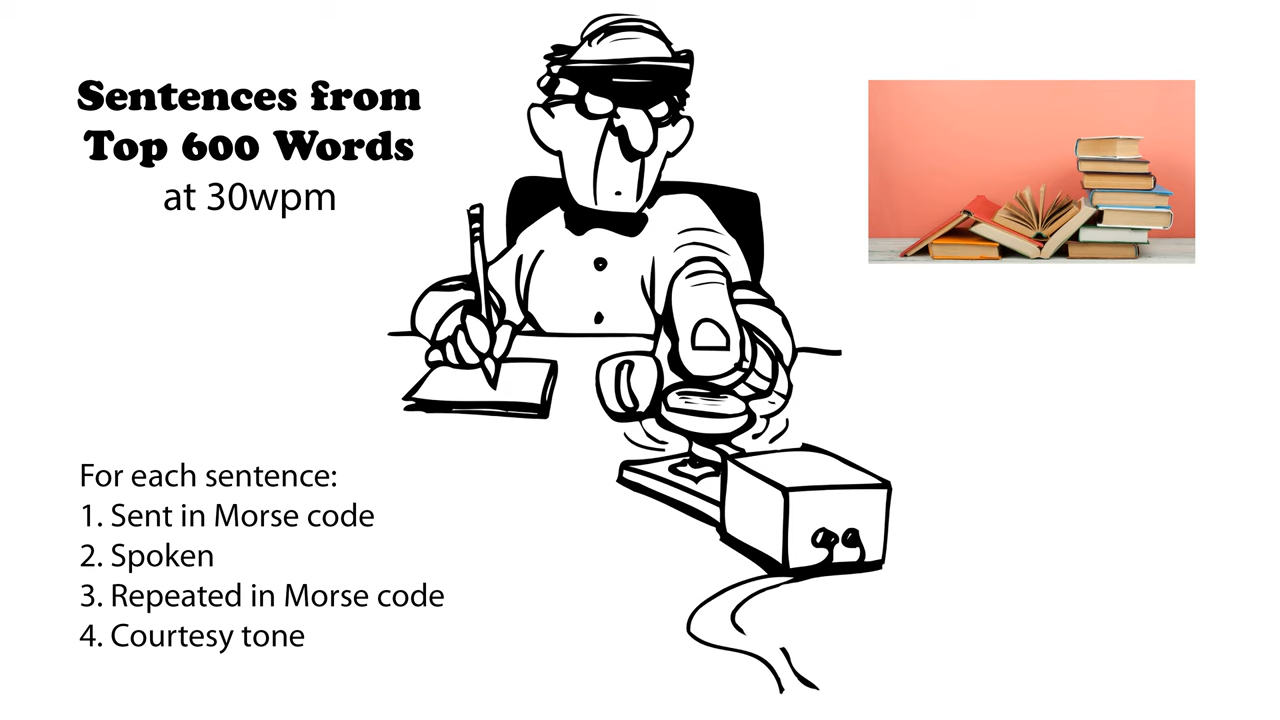 Sentences from
Top 600 Words
at 30wpm
For each sentence:
1. Sent in Morse code
2. Spoken
3. Repeated in Morse code
4. Courtesy tone